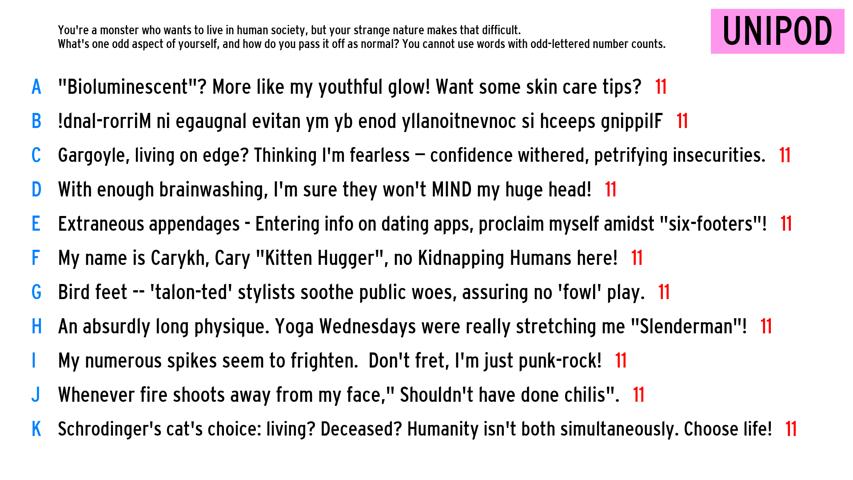 You're a monster who wants to live in human society, but your strange nature makes that difficult.
What's one odd aspect of yourself, and how do you pass it off as normal? You cannot use words with odd-lettered number counts.
UNIPOD
A "Bioluminescent"? More like my youthful glow! Want some skin care tips? 11
B !dnal-rorriM ni egaugnal evitan ym yb enod yllanoitnevnoc si hceeps gnippilF 11
C Gargoyle, living on edge? Thinking I'm fearless – confidence withered, petrifying insecurities. 11
D With enough brainwashing, I'm sure they won't MIND my huge head! 11
E Extraneous appendages - Entering info on dating apps, proclaim myself amidst "six-footers"! 11
F My name is Carykh, Cary "Kitten Hugger", no Kidnapping Humans here! 11
G Bird feet -- 'talon-ted' stylists soothe public woes, assuring no 'fowl' play. 11
H An absurdly long physique. Yoga Wednesdays were really stretching me "Slenderman"! 11
I My numerous spikes seem to frighten. Don't fret, I'm just punk-rock! 11
J Whenever fire shoots away from my face," Shouldn't have done chilis". 11
K Schrodinger's cat's choice: living? Deceased? Humanity isn't both simultaneously. Choose life! 11